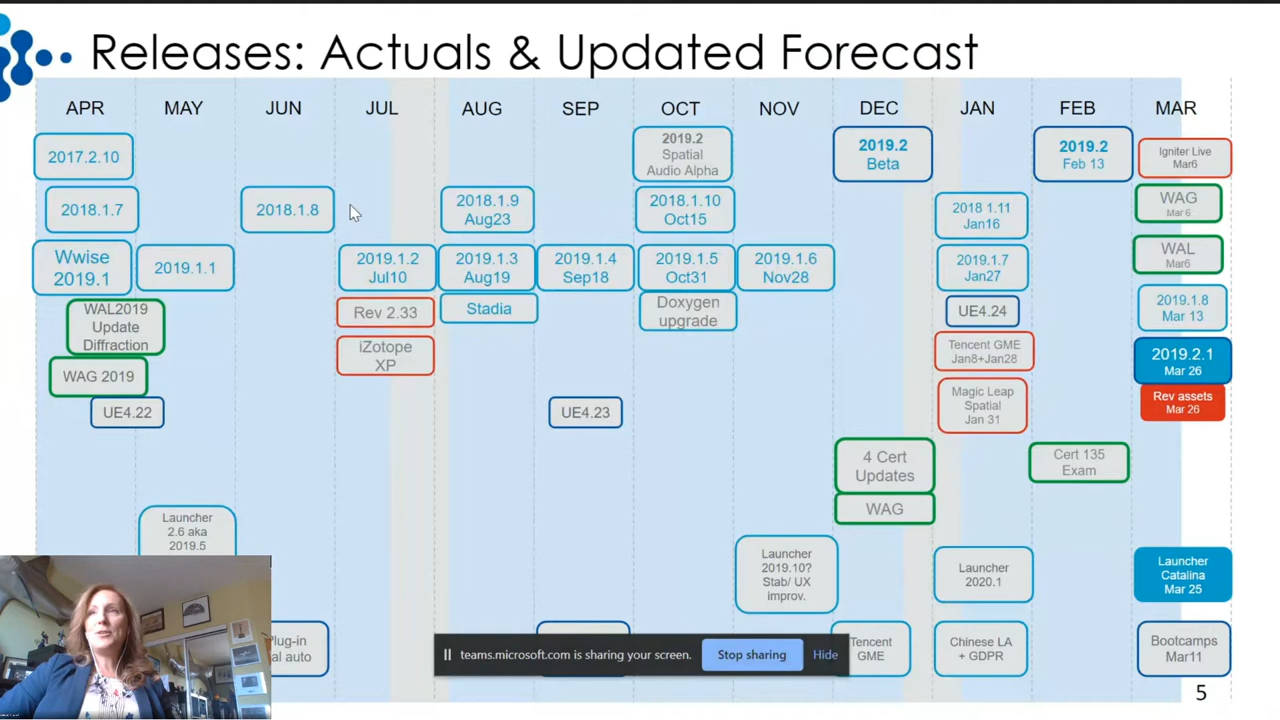 Releases: Actuals & Updated Forecast
APR MAY JUN JUL AUG SEP OCT NOV DEC JAN FEB MAR
2017.2.10
2019.2
Spatial
Audio Alpha
2019.2
Beta
2019.2
Feb 13
Igniter Live
Mar6
2018.1.7
2018.1.8
2018.1.9
Aug23
2018.1.10
Oct15
2018 1.11
Jan16
WAG
Mar 6
Wwise
2019.1
2019.1.1
2019.1.2
Jul10
2019.1.3
Aug19
2019.1.4
Sep18
2019.1.5
Oct31
2019.1.6
Nov28
2019.1.7
Jan27
WAL
Mar6
WAL2019
Update
Diffraction
Rev 2.33
Stadia
Doxygen
upgrade
UE4.24
2019.1.8
Mar 13
WAG 2019
iZotope
XP
Tencent GME
Jan8+Jan28
2019.2.1
Mar 26
UE4.22
UE4.23
Magic Leap
Spatial
Jan 31
Rev assets
Mar 26
4 Cert
Updates
Cert 135
Exam
WAG
Launcher
2.6 aka
2019.5
Launcher
2019.10?
Stab/ UX
improv.
Launcher
2020.1
Launcher
Catalina
Mar 25
auto
Tencent
GME
Chinese LA
+ GDPR
Bootcamps
Mar11
teams.microsoft.com is sharing your screen.
Stop sharing
Hide
5